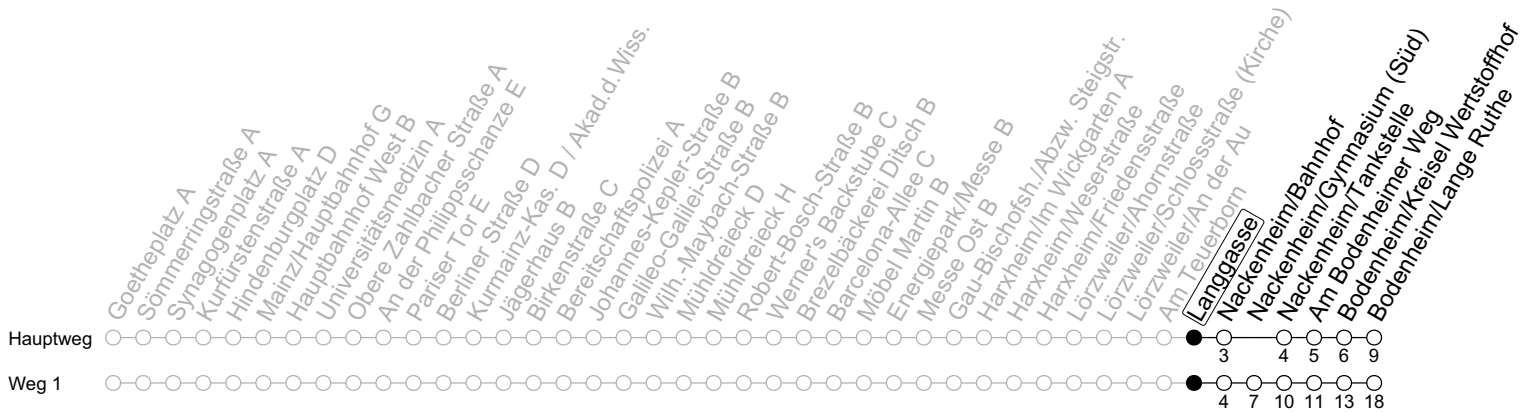 Goetheplatz A
Sömmerringstraße A
Synagogenplatz A
Kurfürstenstraße A
Hindenburgplatz D
Mainz/Hauptbahnhof G
Hauptbahnhof West B
Universitätsmedizin A
Obere Zahlbacher Straße A
An der Philippsschanze E
Pariser Tor E
Berliner Straße D
Kurmainz-Kas. D / Akad.d.Wiss.
Jägerhaus B
Birkenstraße C
Bereitschaftspolizei A
Johannes-Kepler-Straße B
Galileo-Galilei-Straße B
Wilh.-Maybach-Straße B
Mühldreieck D
Mühldreieck H
Robert-Bosch-Straße B
Werner's Backstube C
Brezelbäckerei Ditsch B
Barcelona-Allee C
Möbel Martin B
Energiepark/Messe B
Messe Ost B
Gau-Bischofsh./Abzw. Steigstr.
Harxheim/Im Wickgarten A
Harxheim/Weserstraße
Harxheim/Friedensstraße
Lörzweiler/Ahornstraße
Lörzweiler/Schlossstraße (Kirche)
Lörzweiler/An der Au
Am Teuerborn
Langgasse
Nackenheim/Bahnhof
Nackenheim/Gymnasium (Süd)
Nackenheim/Tankstelle
Am Bodenheimer Weg
Bodenheim/Kreisel Wertstoffhof
Bodenheim/Lange Ruthe
Hauptweg
3 4 5 6 9
Weg 1
4 7 10 11 13 18